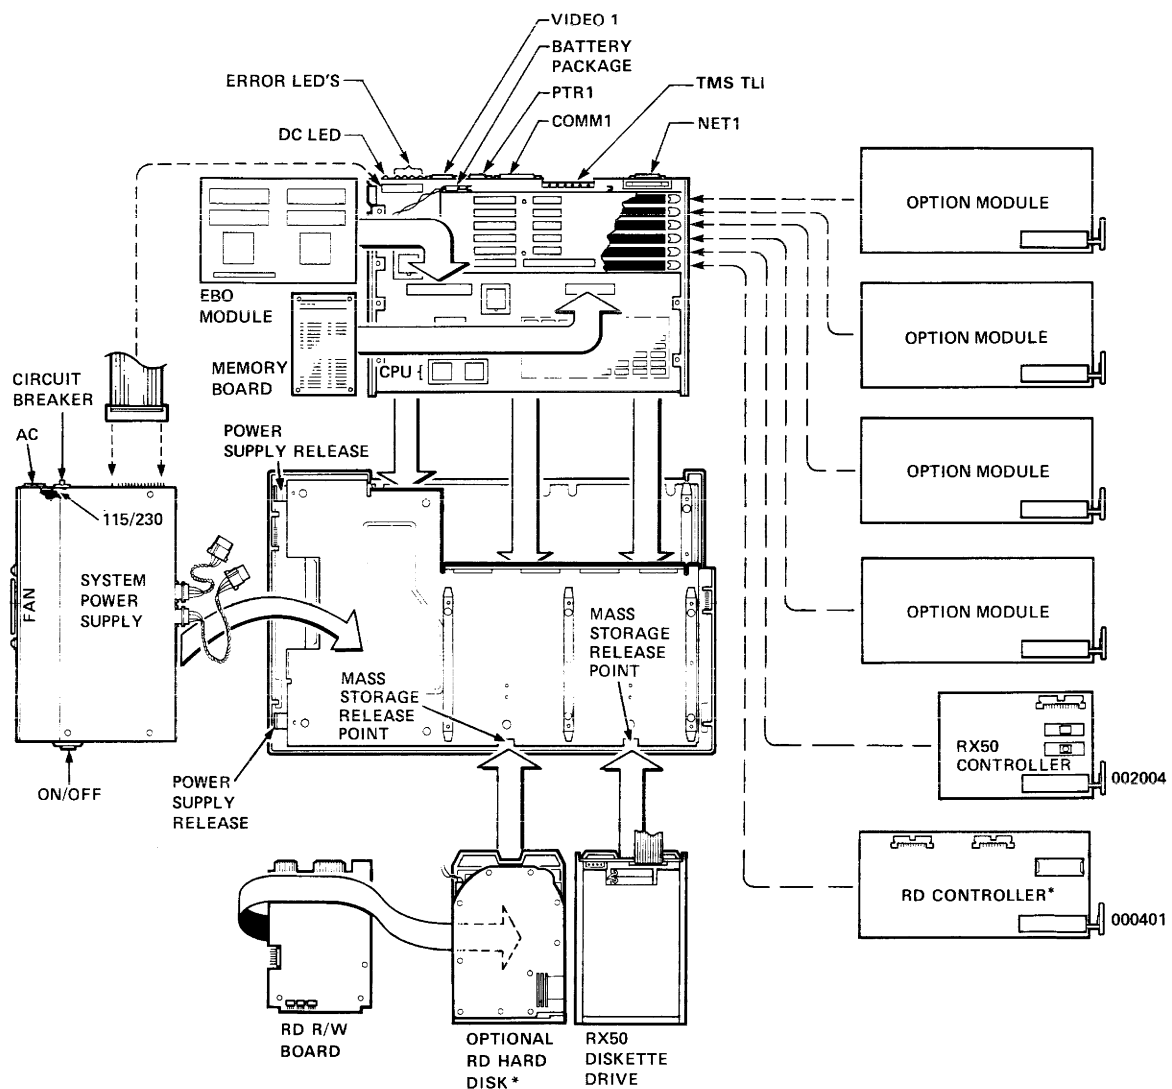 VIDEO 1
BATTERY
PACKAGE
ERROR LED'S
PTR1
TMS TLI
DC LED
COMM1
NET1
OPTION MODULE
EBO
MODULE
OPTION MODULE
MEMORY
BOARD
CPU {
CIRCUIT
BREAKER
AC
POWER
SUPPLY RELEASE
OPTION MODULE
115/230
FAN
SYSTEM
POWER
SUPPLY
MASS
STORAGE
RELEASE
POINT
OPTION MODULE
MASS
STORAGE
RELEASE
POINT
RX50
CONTROLLER
002004
ON/OFF
POWER
SUPPLY
RELEASE
RD CONTROLLER*
000401
RD R/W
BOARD
OPTIONAL
RD HARD
DISK*
RX50
DISKETTE
DRIVE